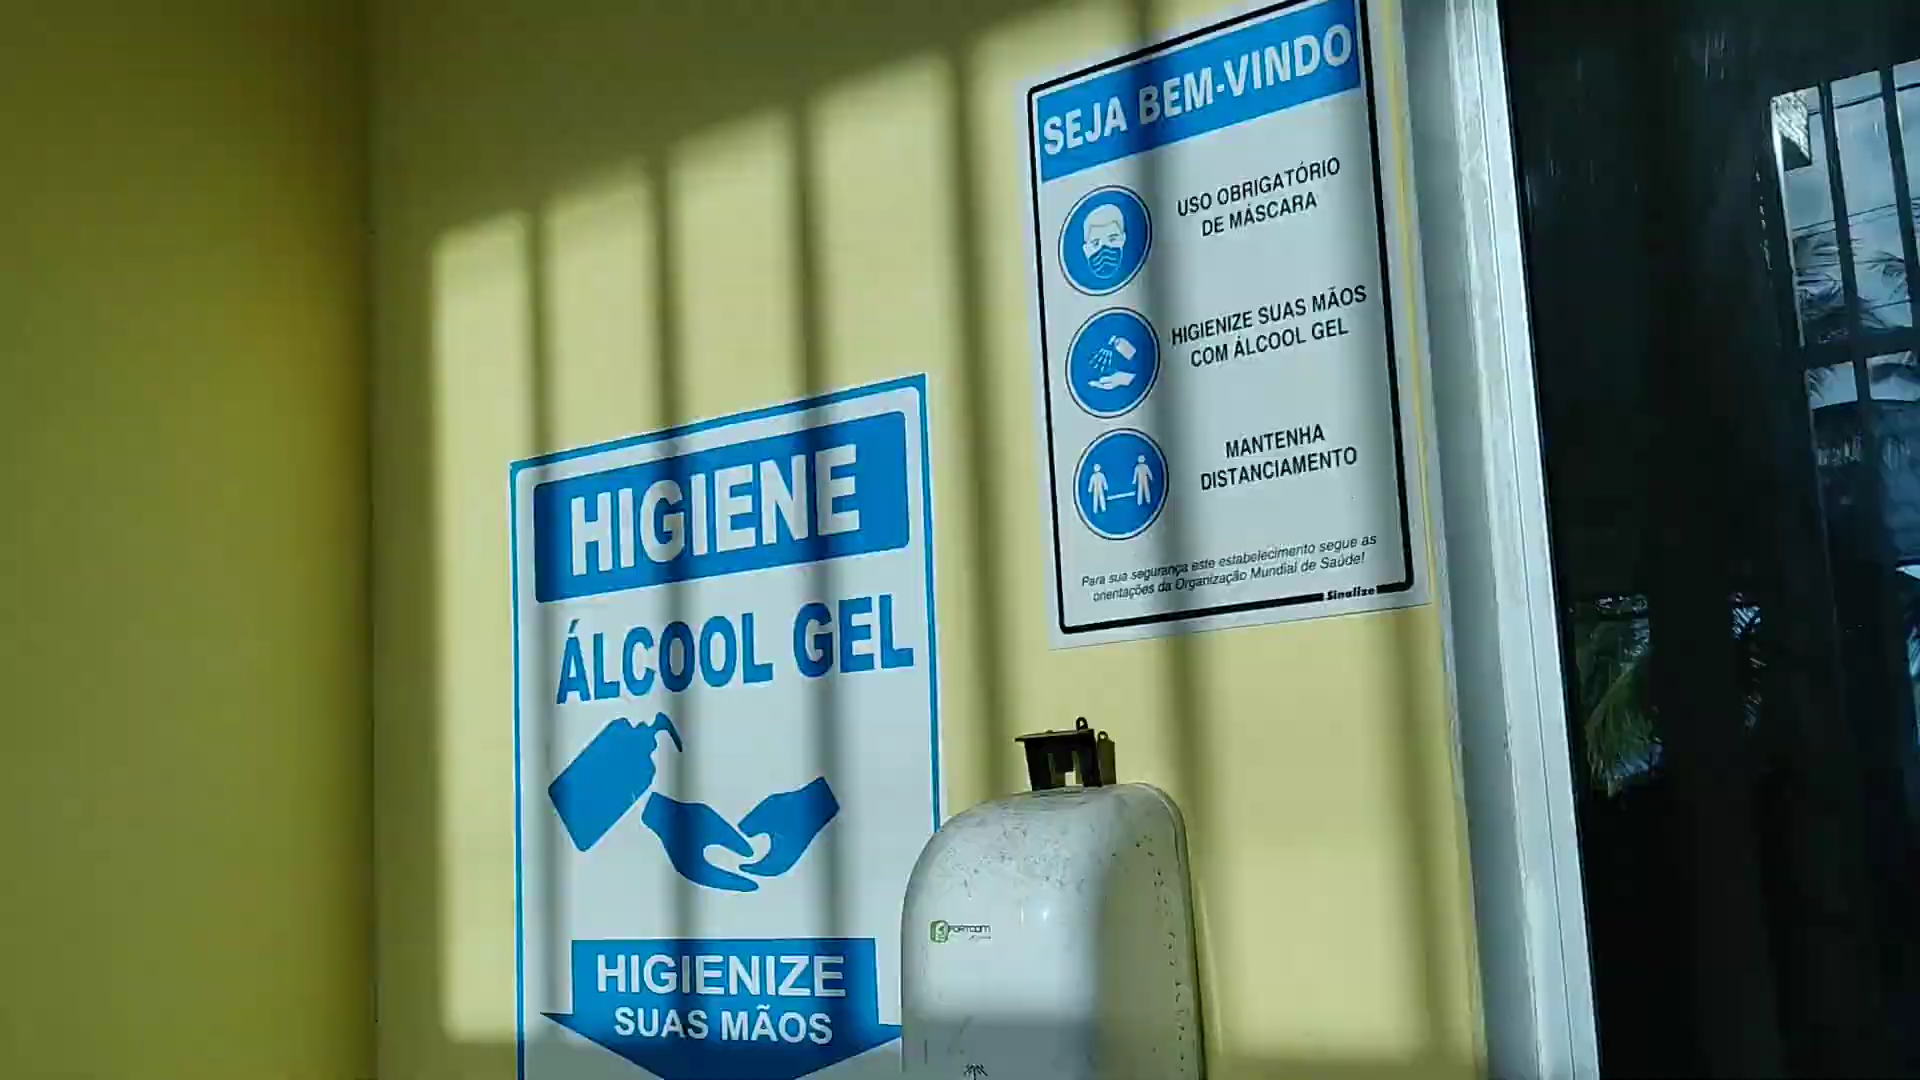 SEJA BEM-VINDO
USO OBRIGATÓRIO
DE MÁSCARA
HIGIENIZE SUAS MÃOS
COM ÁLCOOL GEL
MANTENHA
DISTANCIAMENTO
Para sua segurança este estabelecimento segue as
orientações da Organização Mundial de Saúde!
Sinalize
HIGIENE
ÁLCOOL GEL
HIGIENIZE
SUAS MÃOS
FORTCOM